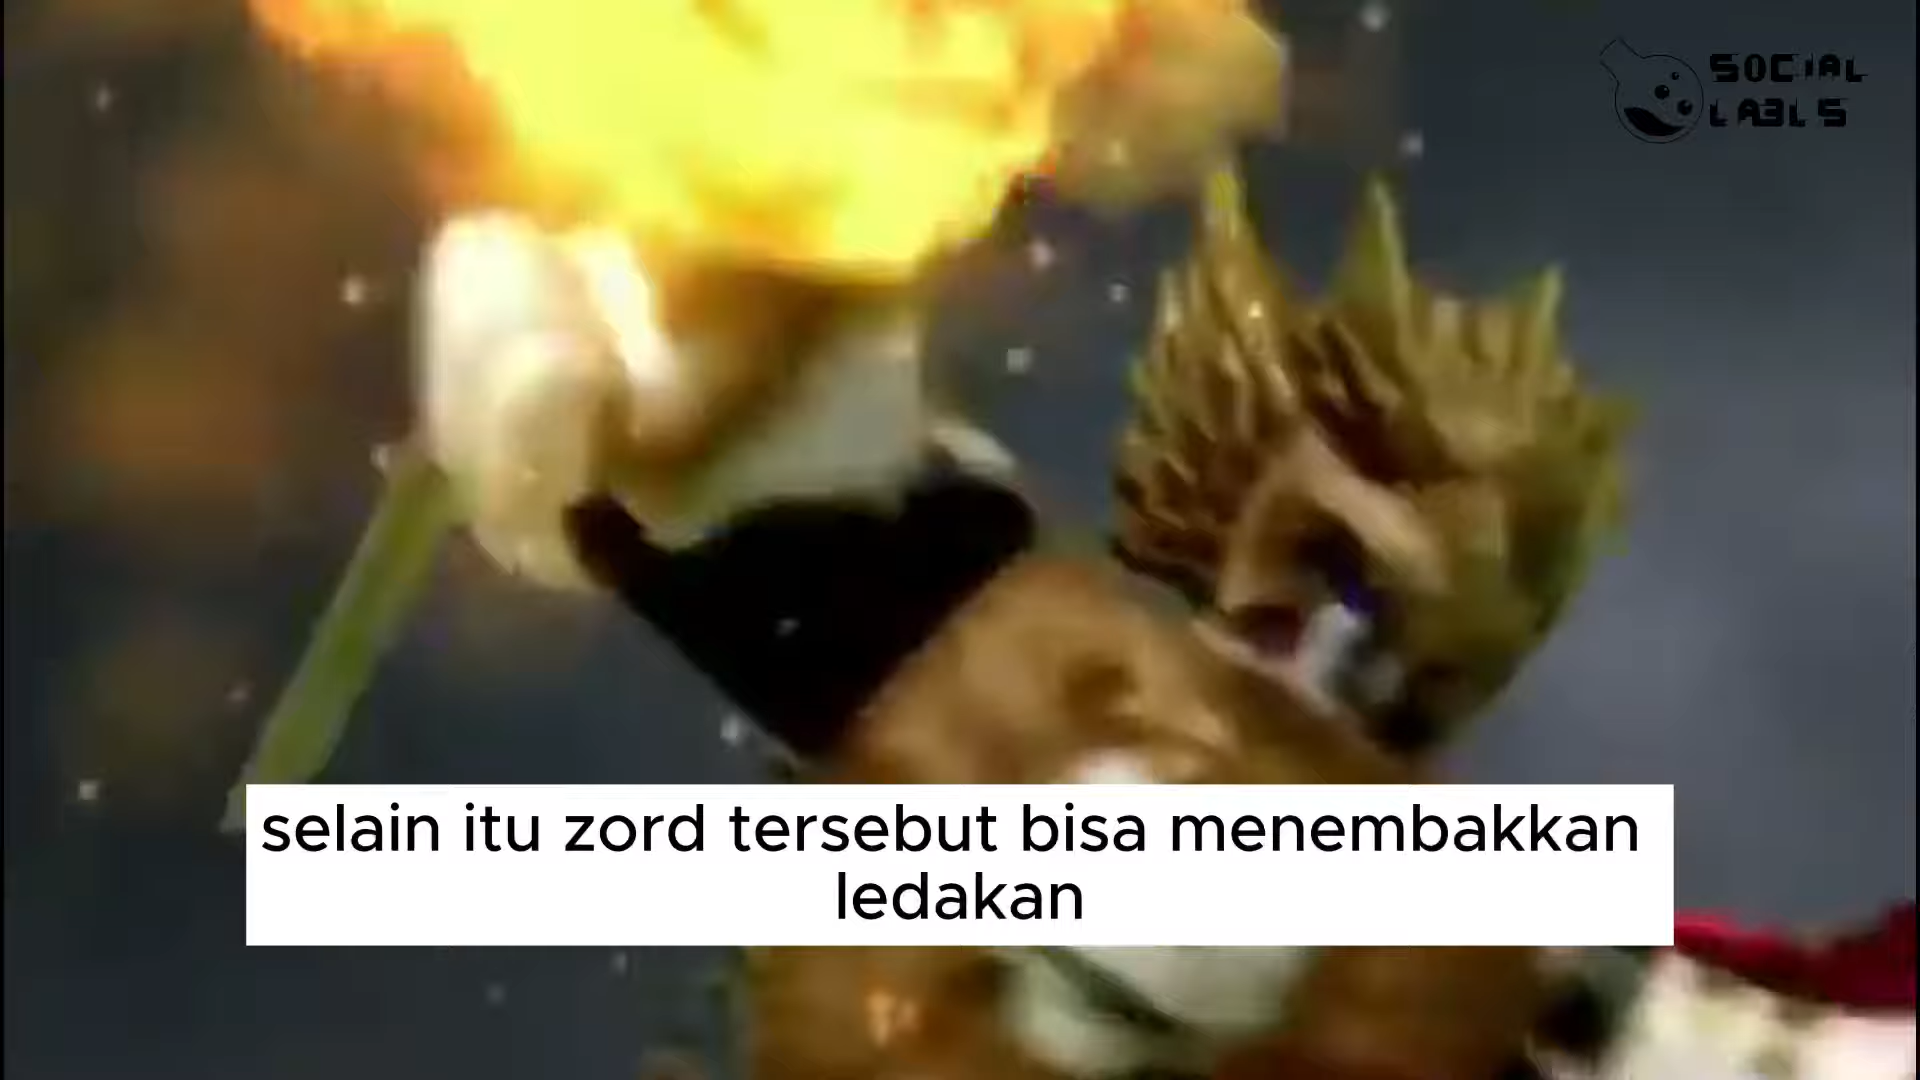 SOCIAL
LABLS
selain itu zord tersebut bisa menembakkan
ledakan